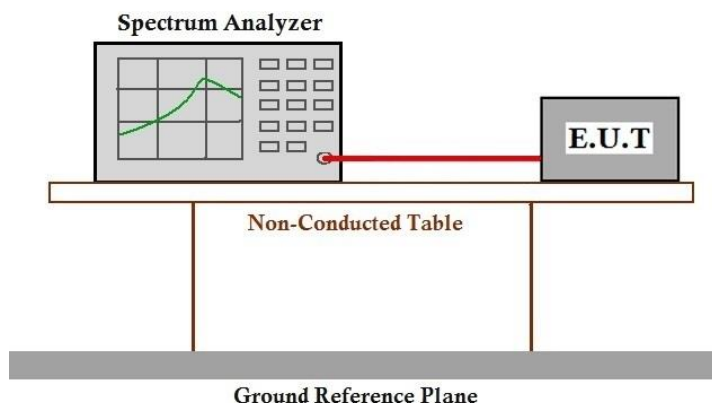 Spectrum Analyzer
E.U.T
Non-Conducted Table
Ground Reference Plane